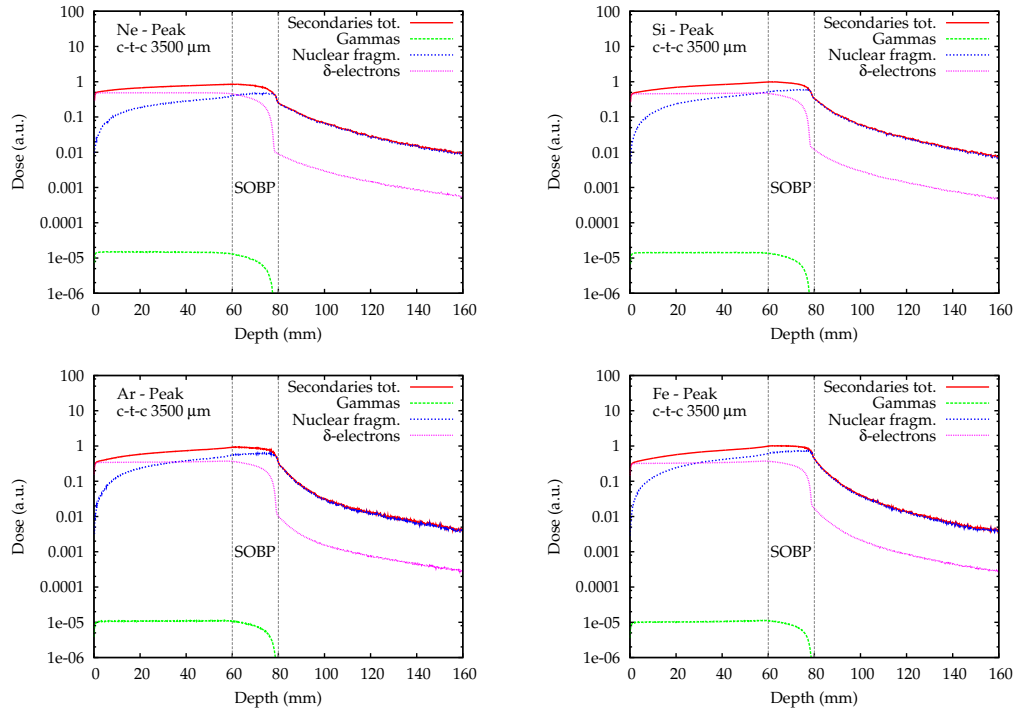 Ne - Peak
c-t-c 3500 µm
Secondaries tot.
Gammas
Nuclear fragm.
δ-electrons
100
10
1
0.1
0.01
0.001
0.0001
1e-05
1e-06
Dose (a.u.)
SOBP
0 20 40 60 80 100 120 140 160
Depth (mm)
Si - Peak
c-t-c 3500 µm
Secondaries tot.
Gammas
Nuclear fragm.
δ-electrons
100
10
1
0.1
0.01
0.001
0.0001
1e-05
1e-06
Dose (a.u.)
SOBP
0 20 40 60 80 100 120 140 160
Depth (mm)
Ar - Peak
c-t-c 3500 µm
Secondaries tot.
Gammas
Nuclear fragm.
δ-electrons
100
10
1
0.1
0.01
0.001
0.0001
1e-05
1e-06
Dose (a.u.)
SOBP
0 20 40 60 80 100 120 140 160
Depth (mm)
Fe - Peak
c-t-c 3500 µm
Secondaries tot.
Gammas
Nuclear fragm.
δ-electrons
100
10
1
0.1
0.01
0.001
0.0001
1e-05
1e-06
Dose (a.u.)
SOBP
0 20 40 60 80 100 120 140 160
Depth (mm)